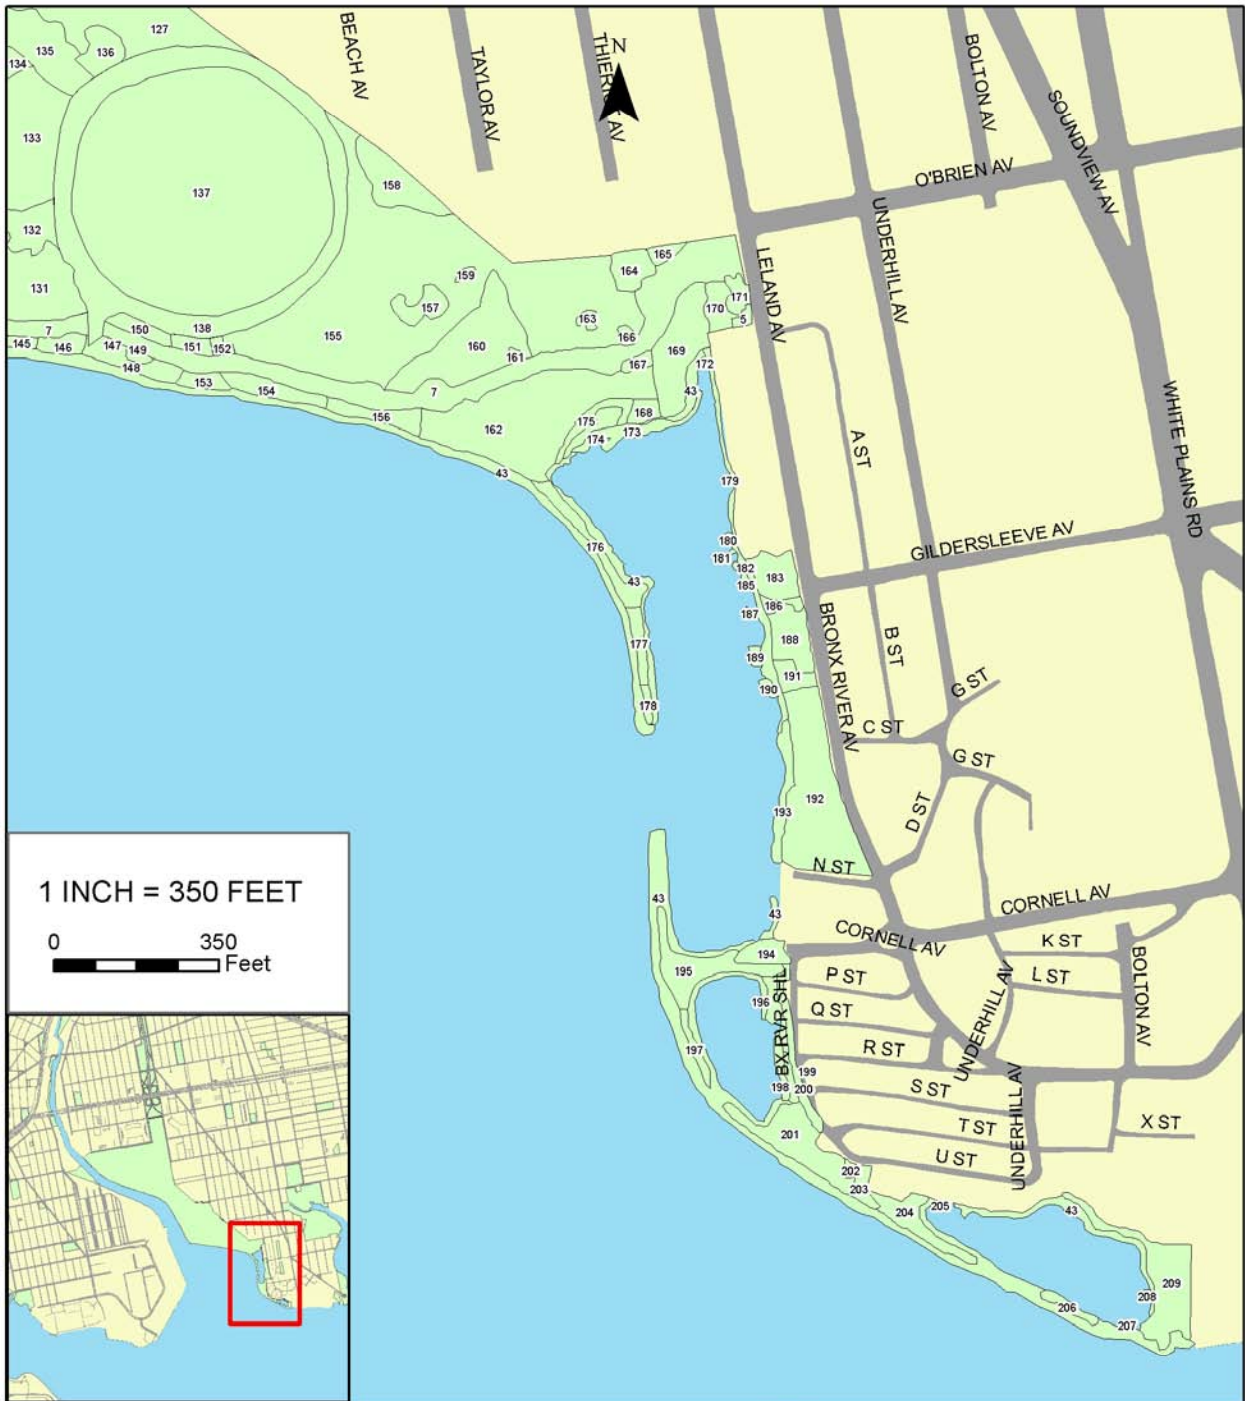 127
135
136
134
BEACH AV
TAYLOR AV
N
BOLTON AV
SOUNDVIEW AV
133
137
158
O'BRIEN AV
132
UNDERHILL AV
131
159
165
164
LELAND AV
157
163
171
170
5
7
150
138
155
166
145
146
147
149
151
152
160
161
169
148
167
172
153
154
7
43
156
162
175
168
174
173
43
A ST
WHITE PLAINS RD
179
176
180
181
182
183
GILDERSLEEVE AV
43
185
186
187
188
BRONX RIVER AV
B ST
177
189
191
190
G ST
178
C ST
G ST
192
193
D ST
N ST
1 INCH = 350 FEET
0
350
Feet
43
43
CORNELL AV
CORNELL AV
194
K ST
195
P ST
L ST
BOLTON AV
196
BX RVR SHL
Q ST
UNDERHILL AV
197
R ST
199
198
200
S ST
UNDERHILL AV
201
T ST
X ST
U ST
202
203
204
205
43
209
208
206
207